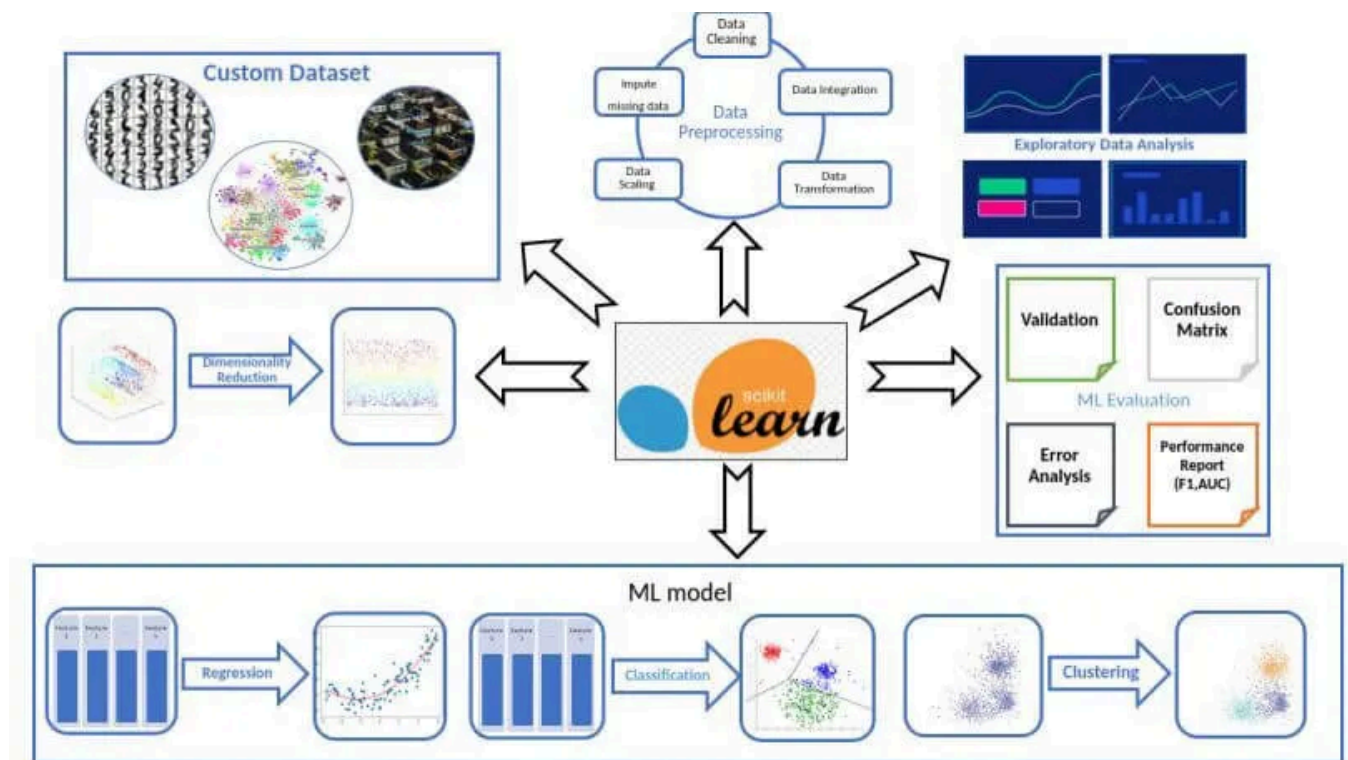 Custom Dataset
Data
Cleaning
Impute
missing data
Data Integration
Data
Preprocessing
Data
Scaling
Data
Transformation
Exploratory Data Analysis
Dimensionality
Reduction
scikit
learn
Validation
Confusion
Matrix
ML Evaluation
Error
Analysis
Performance
Report
(F1,AUC)
ML model
Regression
Classification
Clustering